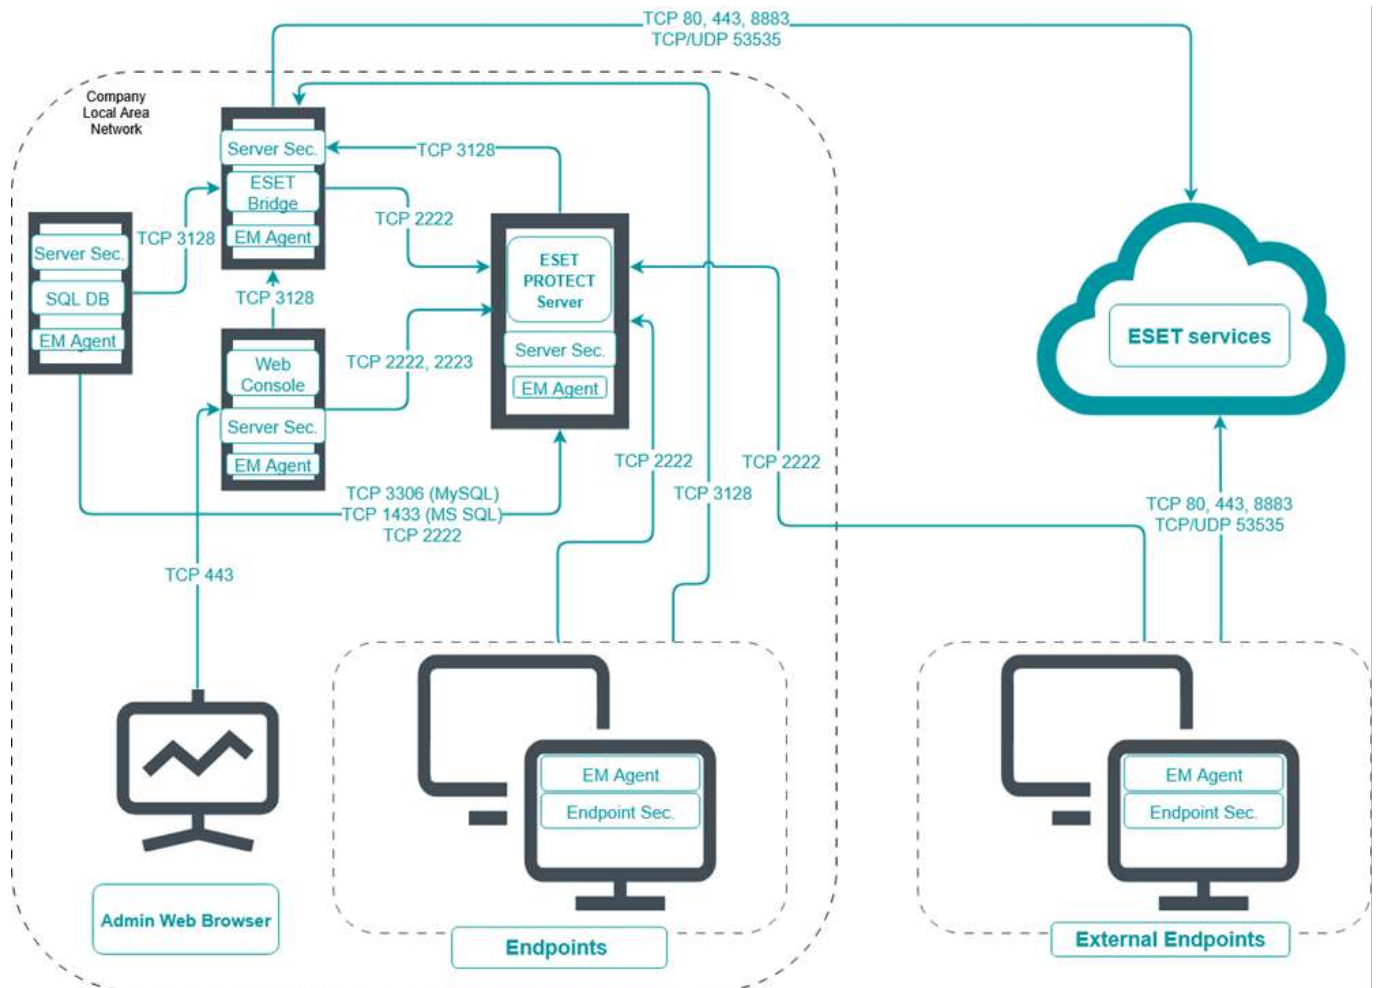 TCP 80, 443, 8883
TCP/UDP 53535
Company
Local Area
Network
Server Sec.
ESET
Bridge
EM Agent
TCP 3128
TCP 2222
TCP 3128
Server Sec.
SQL DB
EM Agent
ESET
PROTECT
Server
Server Sec.
EM Agent
TCP 3128
Web
Console
Server Sec.
EM Agent
TCP 2222, 2223
ESET services
TCP 2222
TCP 2222
TCP 3128
TCP 3306 (MySQL)
TCP 1433 (MS SQL)
TCP 2222
TCP 80, 443, 8883
TCP/UDP 53535
TCP 443
EM Agent
Endpoint Sec.
EM Agent
Endpoint Sec.
Admin Web Browser
Endpoints
External Endpoints